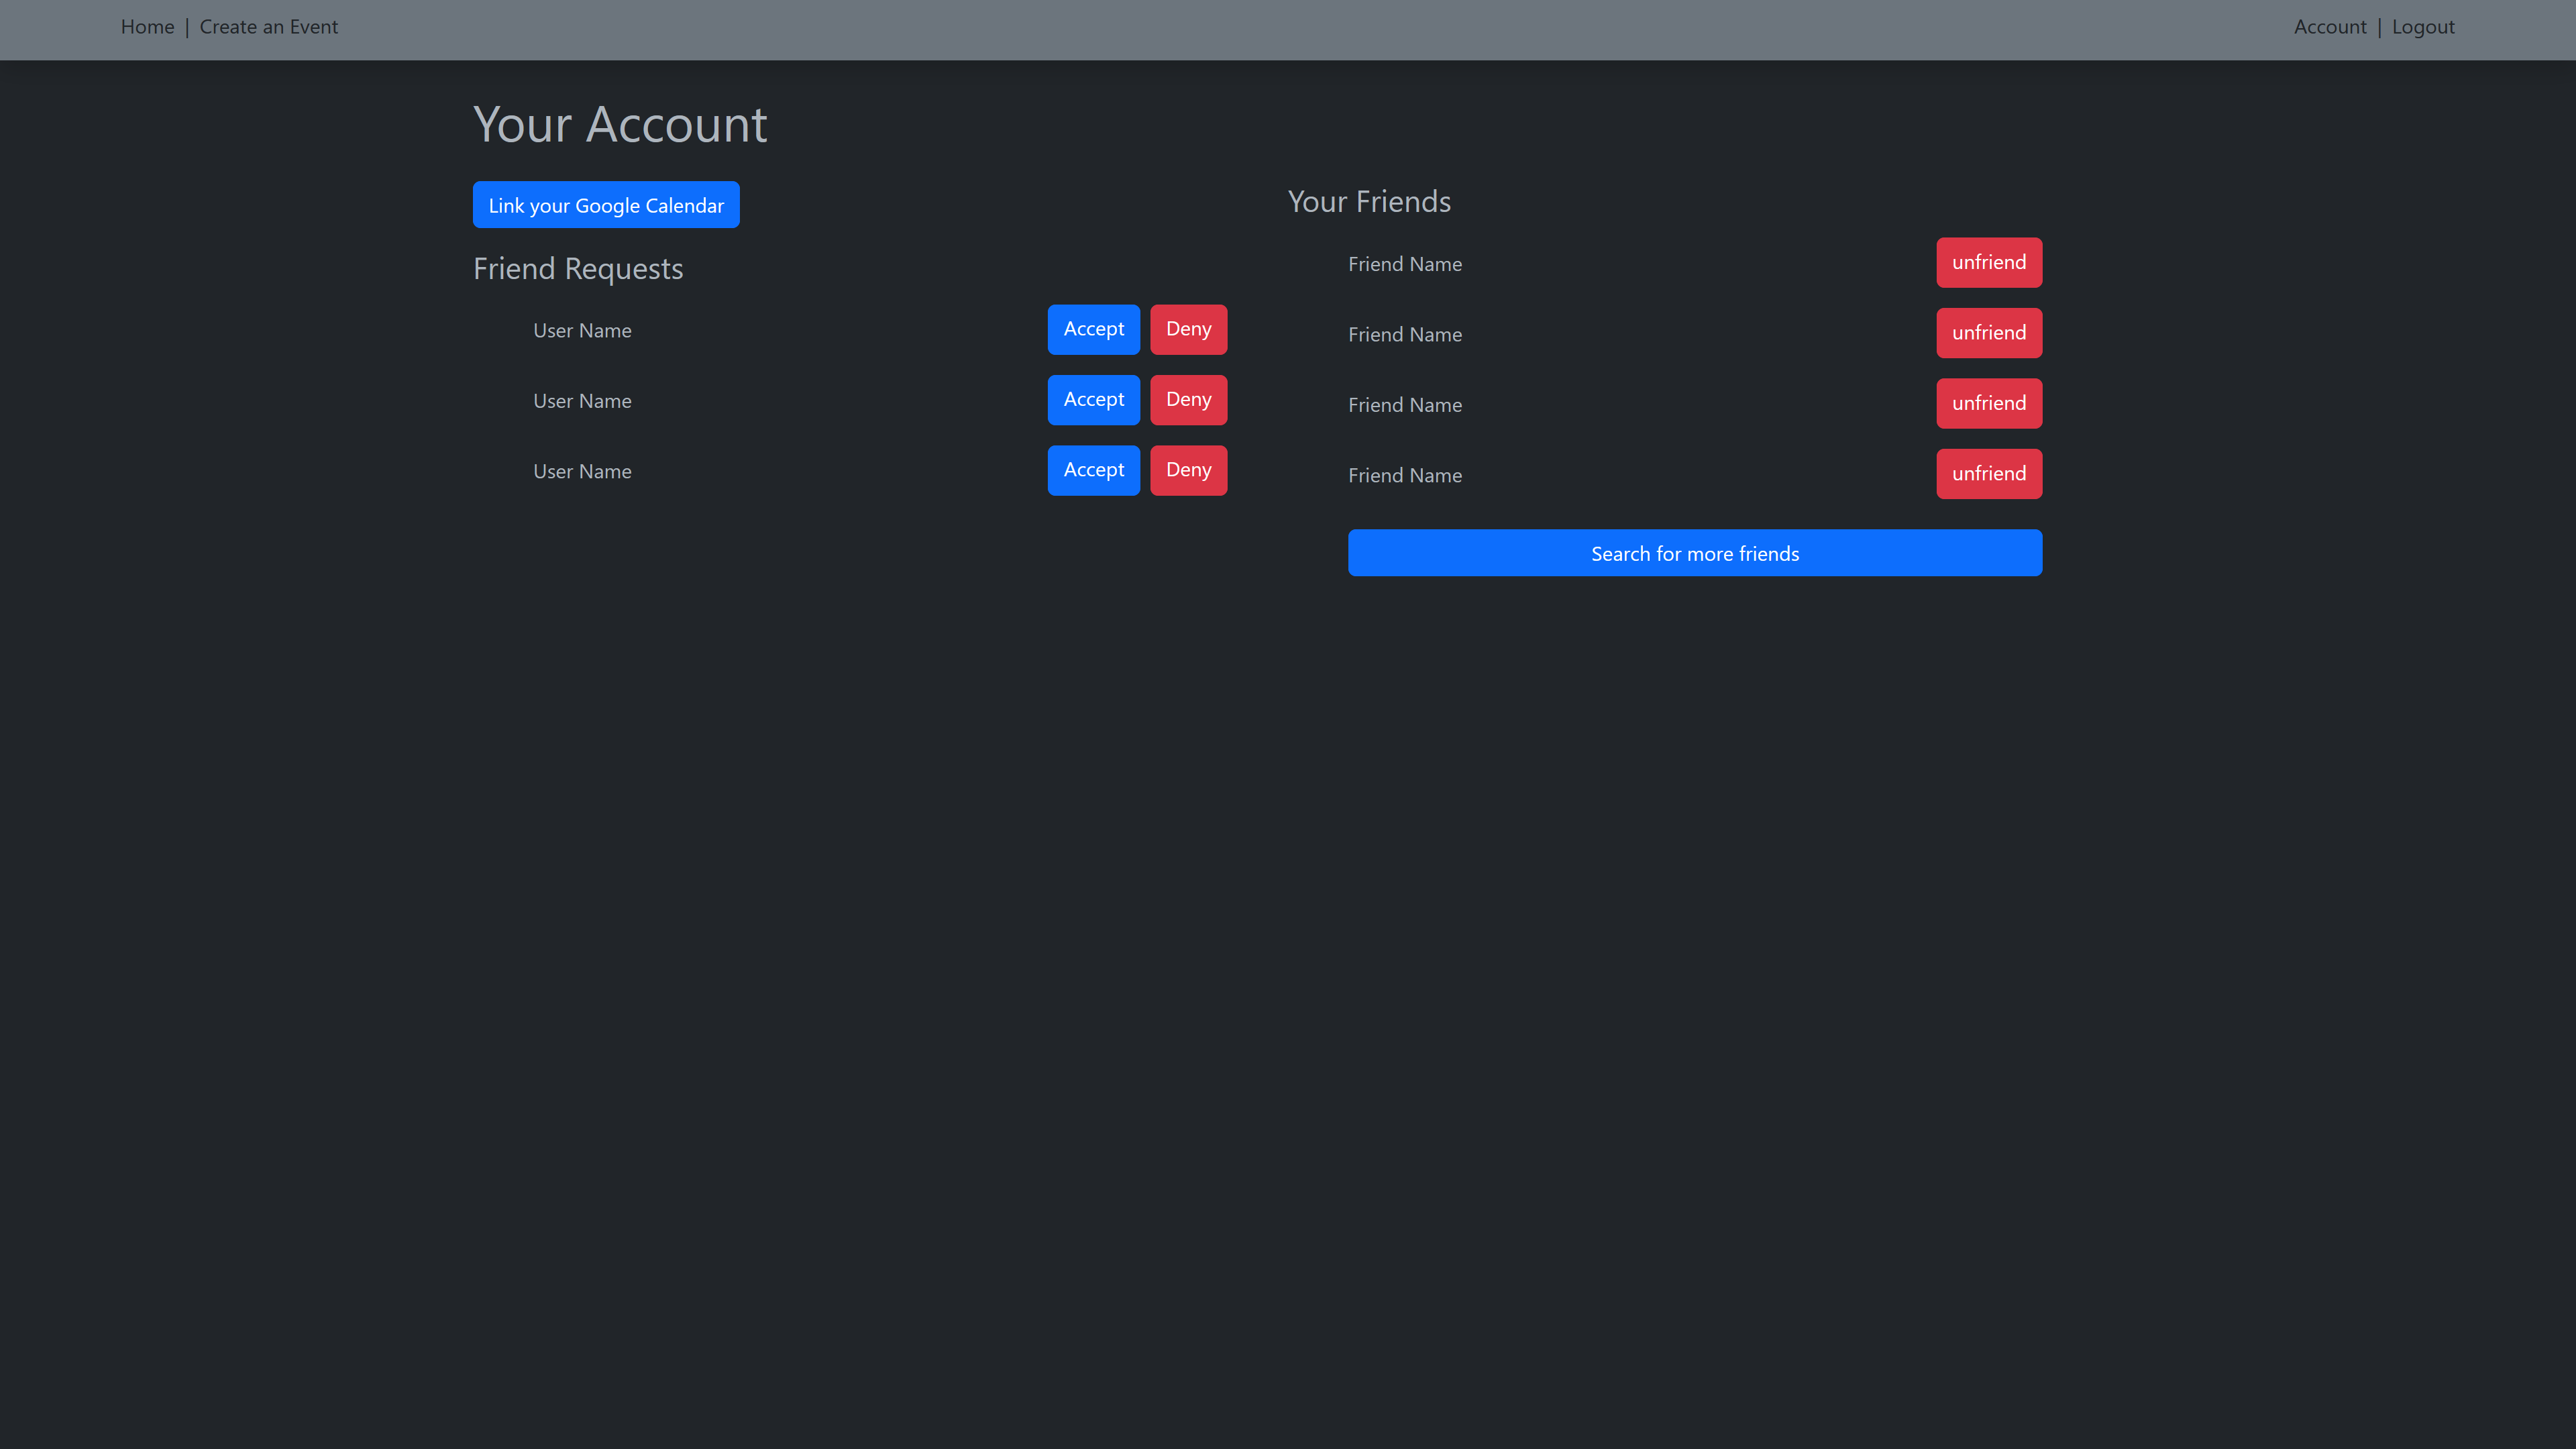 Home | Create an Event
Account | Logout
Your Account
Link your Google Calendar
Friend Requests
User Name Accept Deny
User Name Accept Deny
User Name Accept Deny
Your Friends
Friend Name unfriend
Friend Name unfriend
Friend Name unfriend
Friend Name unfriend
Search for more friends